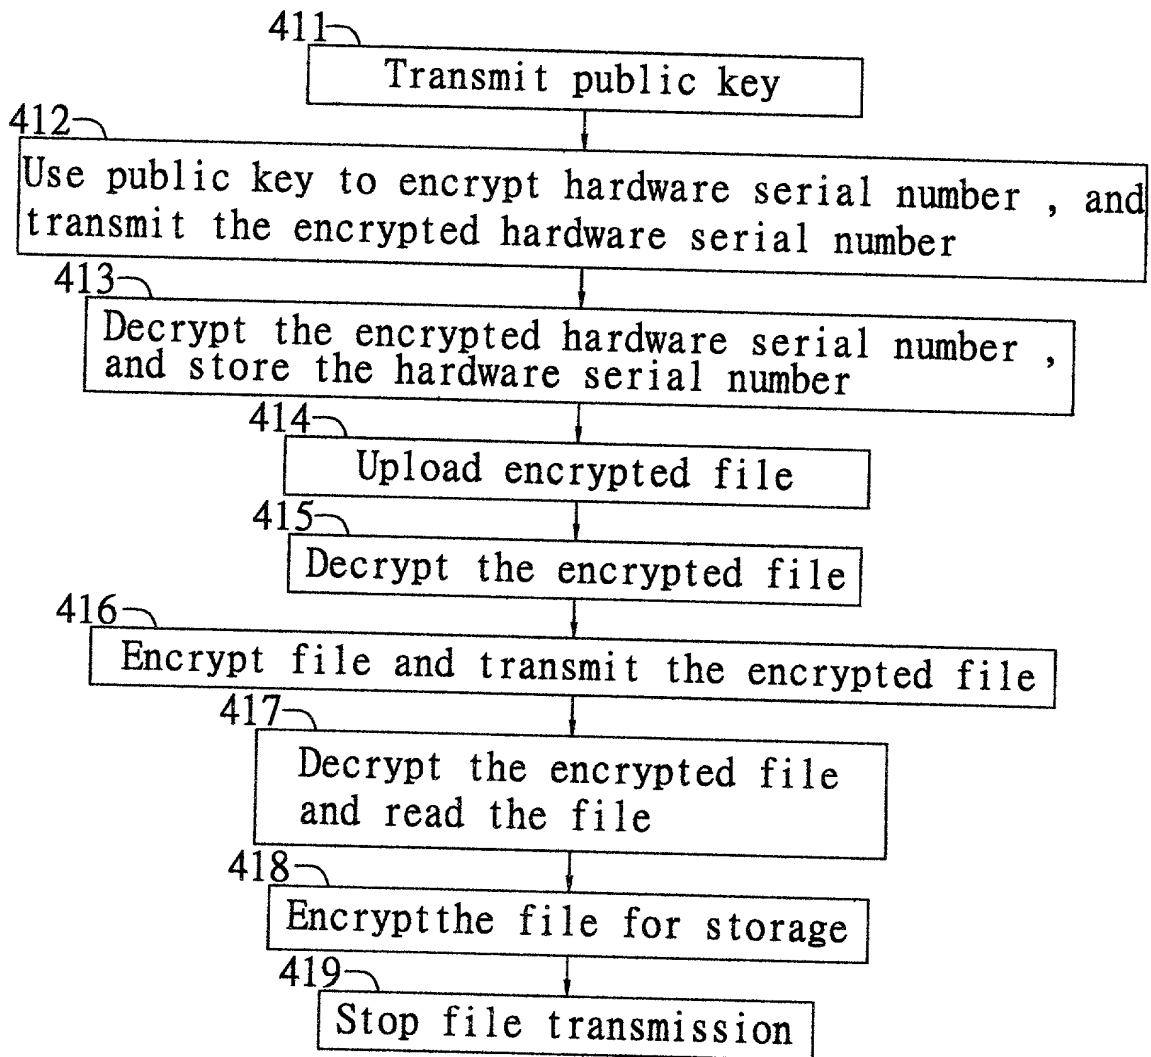 411
Transmit public key
412
Use public key to encrypt hardware serial number , and
transmit the encrypted hardware serial number
413
Decrypt the encrypted hardware serial number ,
and store the hardware serial number
414
Upload encrypted file
415
Decrypt the encrypted file
416
Encrypt file and transmit the encrypted file
417
Decrypt the encrypted file
and read the file
418
Encryptthe file for storage
419
Stop file transmission